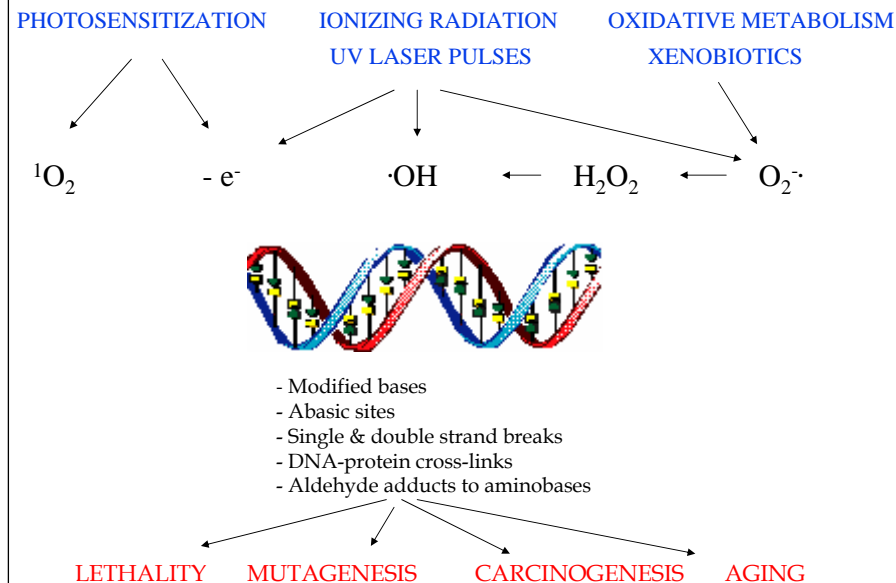 PHOTOSENSITIZATION IONIZING RADIATION OXIDATIVE METABOLISM
UV LASER PULSES XENOBIOTICS
¹O₂ - e⁻ ·OH H₂O₂ O₂⁻·
- Modified bases
- Abasic sites
- Single & double strand breaks
- DNA-protein cross-links
- Aldehyde adducts to aminobases
LETHALITY MUTAGENESIS CARCINOGENESIS AGING